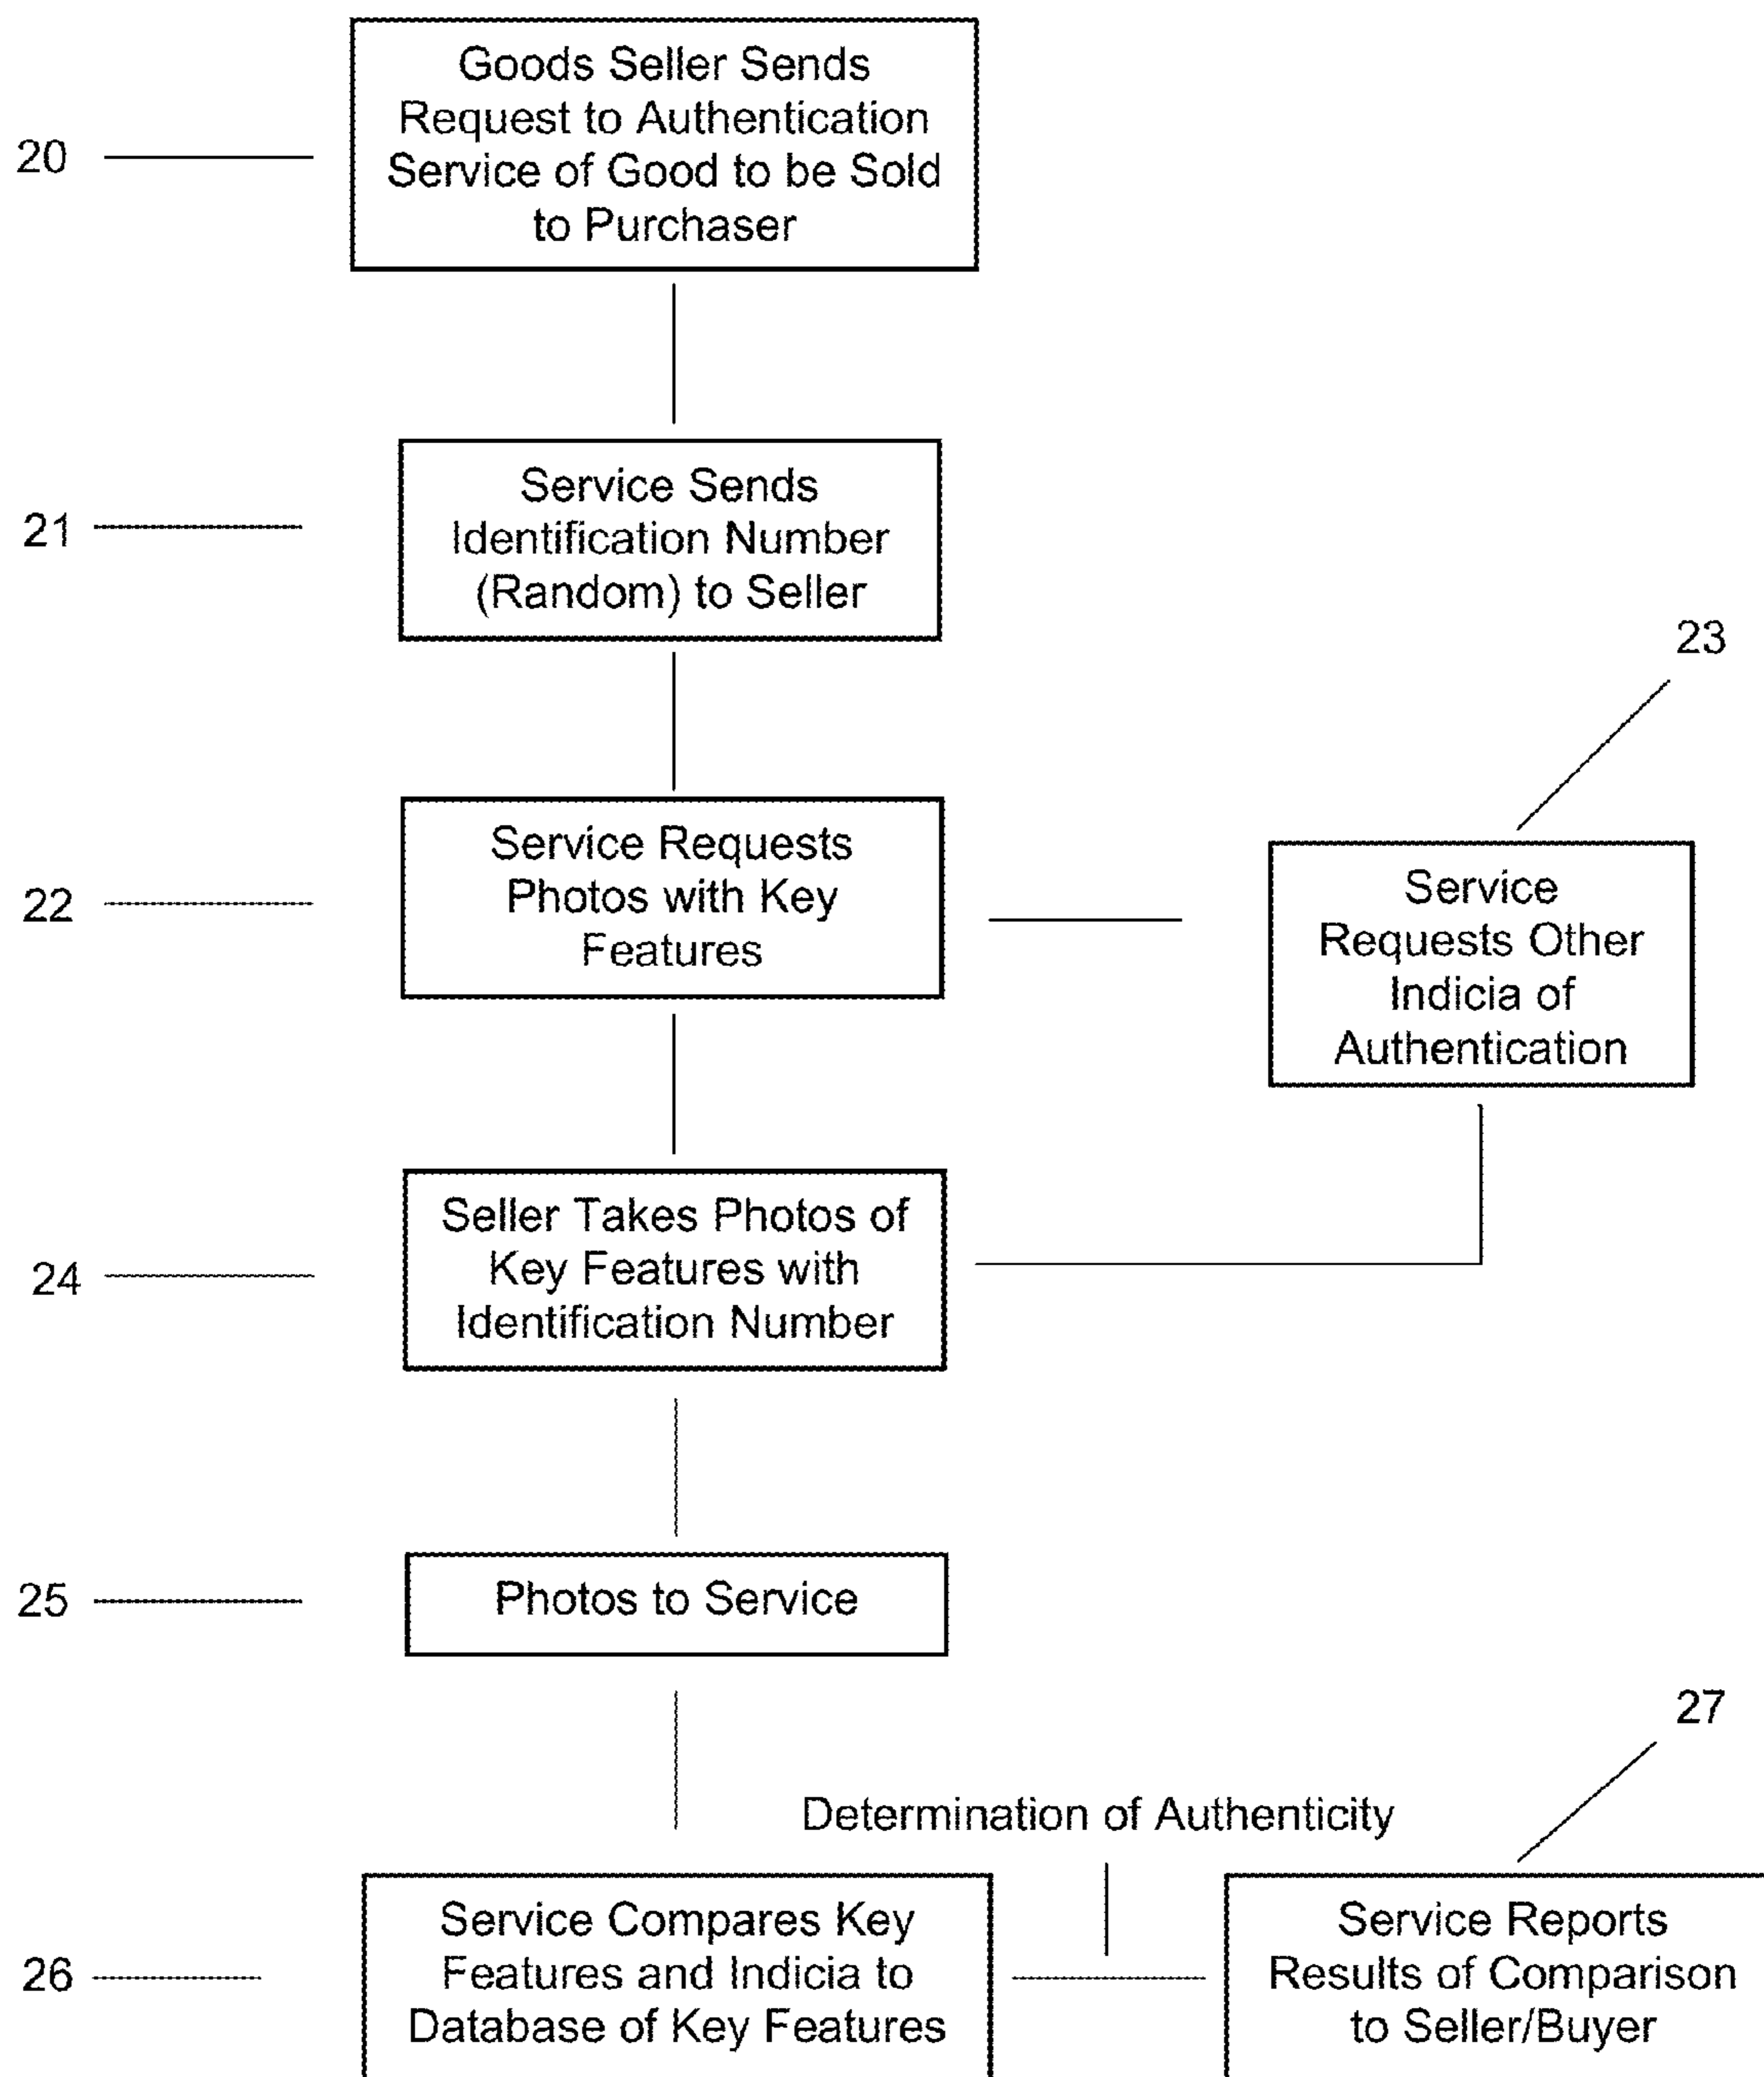 Goods Seller Sends
Request to Authentication
Service of Good to be Sold
to Purchaser
20
Service Sends
Identification Number
(Random) to Seller
21
23
Service Requests
Photos with Key
Features
22
Service
Requests Other
Indicia of
Authentication
Seller Takes Photos of
Key Features with
Identification Number
24
Photos to Service
25
27
Determination of Authenticity
Service Compares Key
Features and Indicia to
Database of Key Features
26
Service Reports
Results of Comparison
to Seller/Buyer